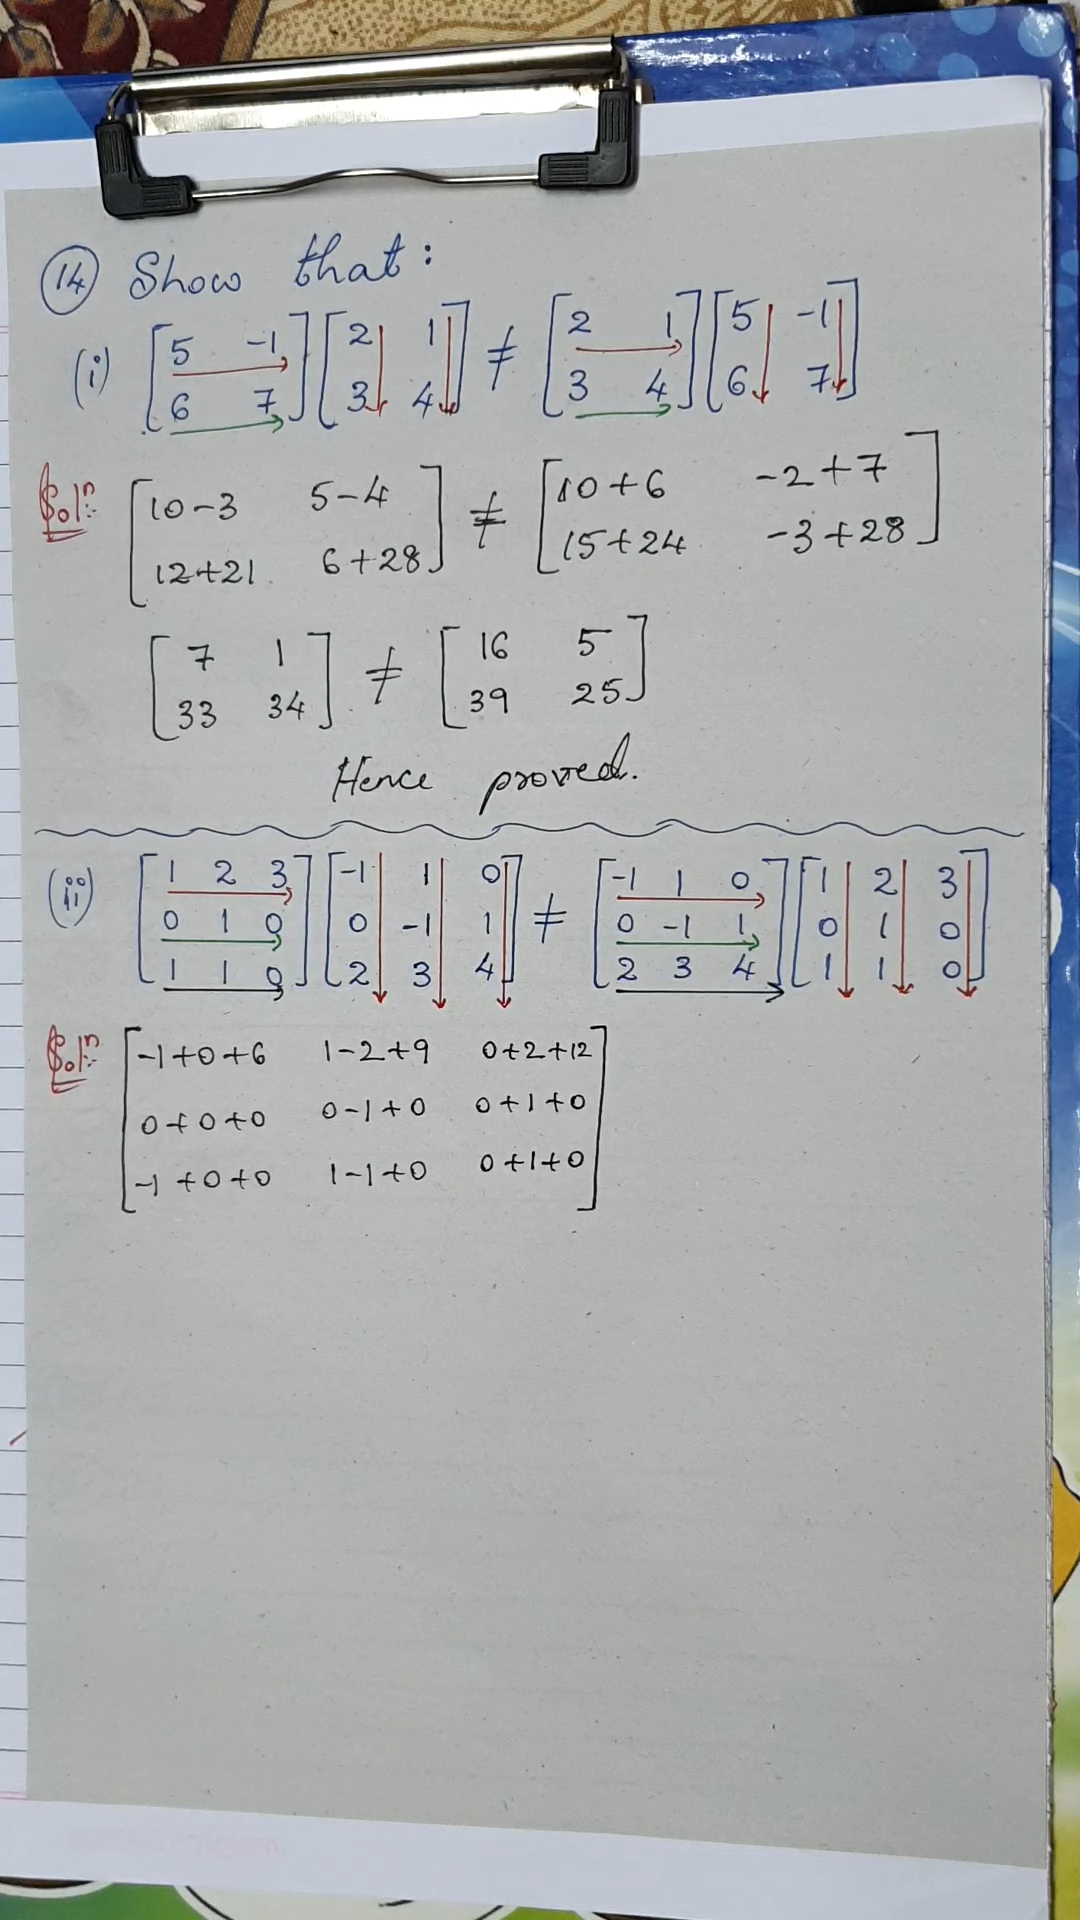 14 Show that :
(i) [5 -1 6 7] [2 1 3 4] ≠ [2 1 3 4] [5 -1 6 7]
Solⁿ: [10-3 5-4 12+21 6+28] ≠ [10+6 -2+7 15+24 -3+28]
[7 1 33 34] ≠ [16 5 39 25]
Hence proved.
(ii) [1 2 3 0 1 0 1 1 0] [-1 1 0 0 -1 1 2 3 4] ≠ [-1 1 0 0 -1 1 2 3 4] [1 2 3 0 1 0 1 1 0]
Solⁿ: [-1+0+6 1-2+9 0+2+12
0+0+0 0-1+0 0+1+0
-1+0+0 1-1+0 0+1+0]